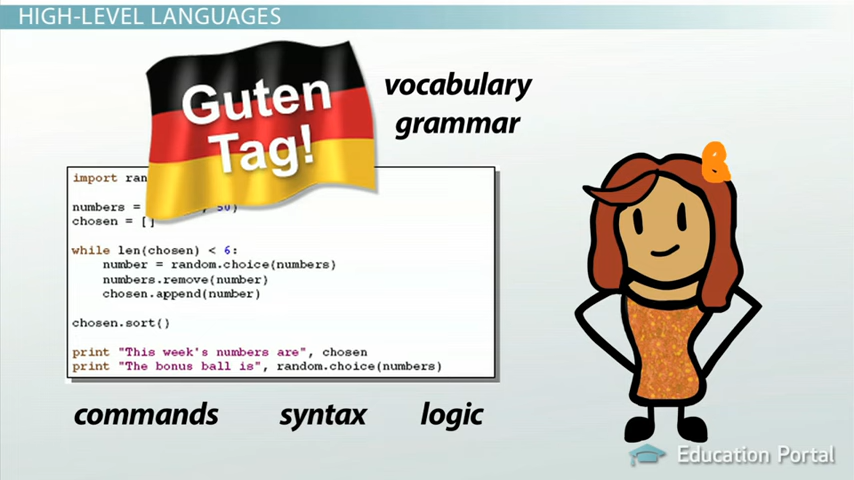 HIGH-LEVEL LANGUAGES
Guten
Tag!
vocabulary
grammar
import ran
numbers = , 50)
chosen = []
while len(chosen) < 6:
number = random.choice(numbers)
numbers.remove(number)
chosen.append(number)
chosen.sort()
print "This week's numbers are", chosen
print "The bonus ball is", random.choice(numbers)
commands syntax logic
Education Portal